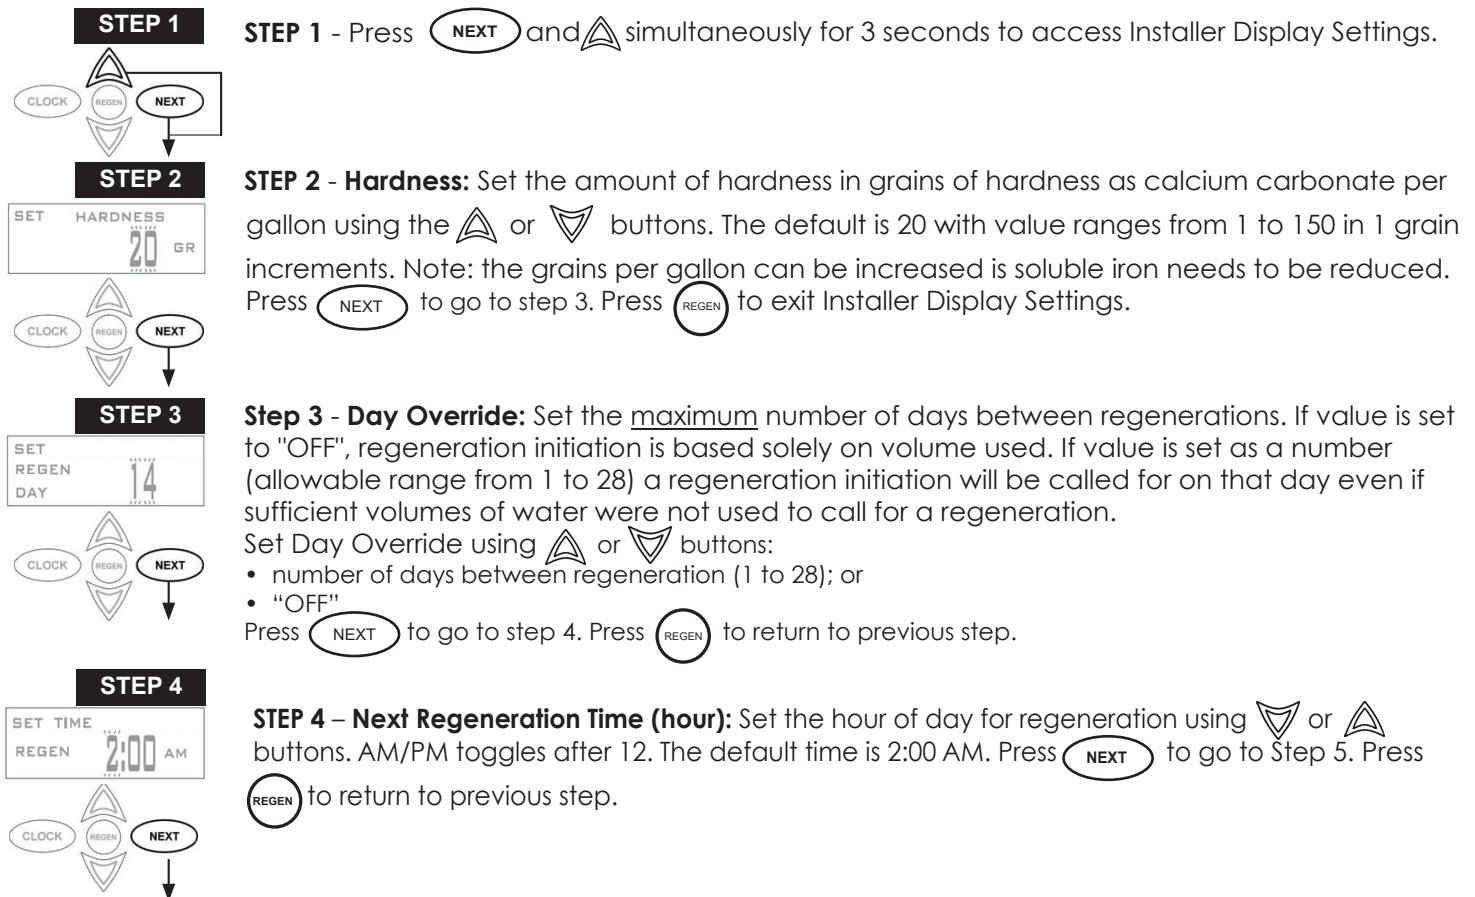 STEP 1
STEP 1 - Press NEXT and simultaneously for 3 seconds to access Installer Display Settings.
CLOCK REGEN NEXT
STEP 2
STEP 2 - Hardness: Set the amount of hardness in grains of hardness as calcium carbonate per
gallon using the or buttons. The default is 20 with value ranges from 1 to 150 in 1 grain
increments. Note: the grains per gallon can be increased is soluble iron needs to be reduced.
Press NEXT to go to step 3. Press REGEN to exit Installer Display Settings.
SET HARDNESS
20 GR
CLOCK REGEN NEXT
STEP 3
Step 3 - Day Override: Set the maximum number of days between regenerations. If value is set
to "OFF", regeneration initiation is based solely on volume used. If value is set as a number
(allowable range from 1 to 28) a regeneration initiation will be called for on that day even if
sufficient volumes of water were not used to call for a regeneration.
Set Day Override using or buttons:
• number of days between regeneration (1 to 28); or
• “OFF”
Press NEXT to go to step 4. Press REGEN to return to previous step.
SET
REGEN
DAY 14
CLOCK REGEN NEXT
STEP 4
STEP 4 – Next Regeneration Time (hour): Set the hour of day for regeneration using or
buttons. AM/PM toggles after 12. The default time is 2:00 AM. Press NEXT to go to Step 5. Press
REGEN to return to previous step.
SET TIME
REGEN 2:00 AM
CLOCK REGEN NEXT